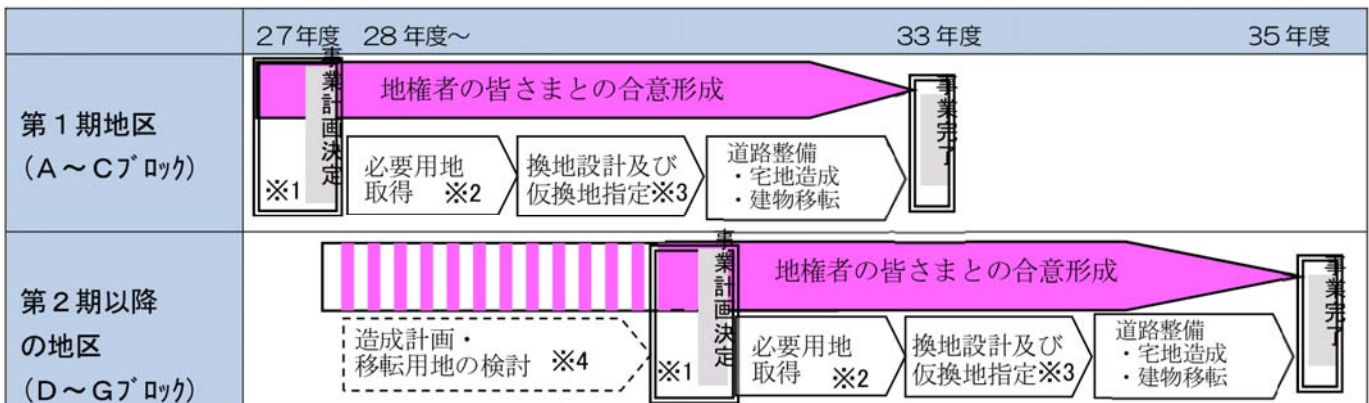 27年度 28年度～ 33年度 35年度
第１期地区
(Ａ～Ｃﾌﾞﾛｯｸ)
事業計画決定
※1
地権者の皆さまとの合意形成
必要用地
取得 ※2
換地設計及び
仮換地指定※3
道路整備
・宅地造成
・建物移転
事業完了
第２期以降
の地区
(Ｄ～Ｇﾌﾞﾛｯｸ)
造成計画・
移転用地の検討 ※4
事業計画決定
※1
地権者の皆さまとの合意形成
必要用地
取得 ※2
換地設計及び
仮換地指定※3
道路整備
・宅地造成
・建物移転
事業完了